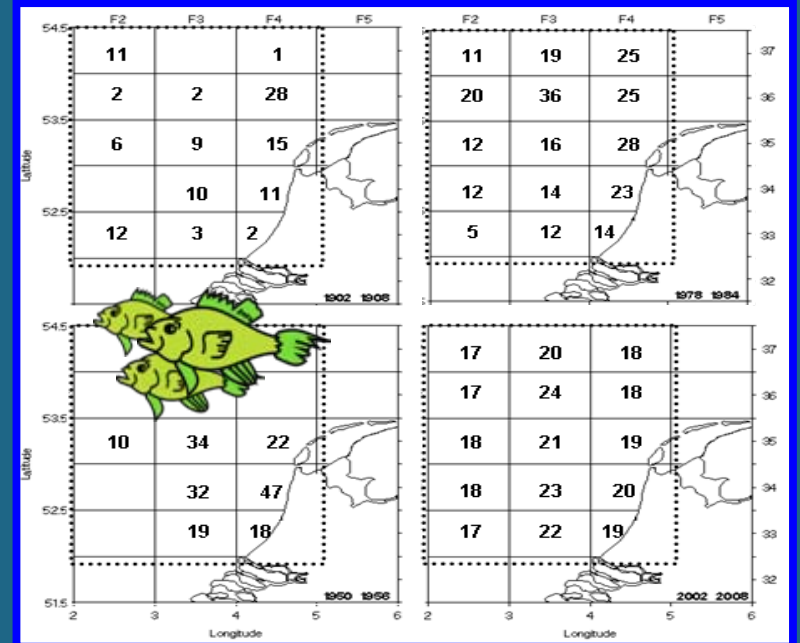 F2 F3 F4 F5 F2 F3 F4 F5
54.5
11 1 11 19 25 37
2 2 28 20 36 25 36
53.5
6 9 15 12 16 28 35
Latitude
10 11 12 14 23 34
52.5
12 3 2 5 12 14 33
32
1902 1908 1978 1984
54.5
17 20 18 37
17 24 18 36
53.5
10 34 22 18 21 19 35
Latitude
32 47 18 23 20 34
52.5
19 18 17 22 19 33
32
1950 1956 2002 2008
51.5
2 3 4 5 6 2 3 4 5 6
Longitude Longitude